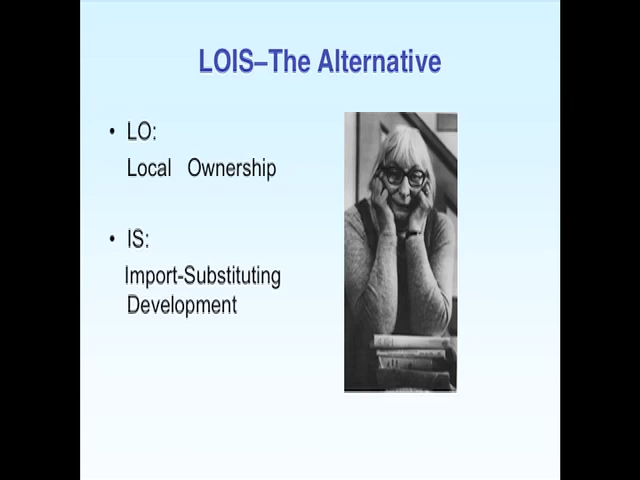 LOIS–The Alternative
• LO:
Local Ownership
• IS:
Import-Substituting
Development